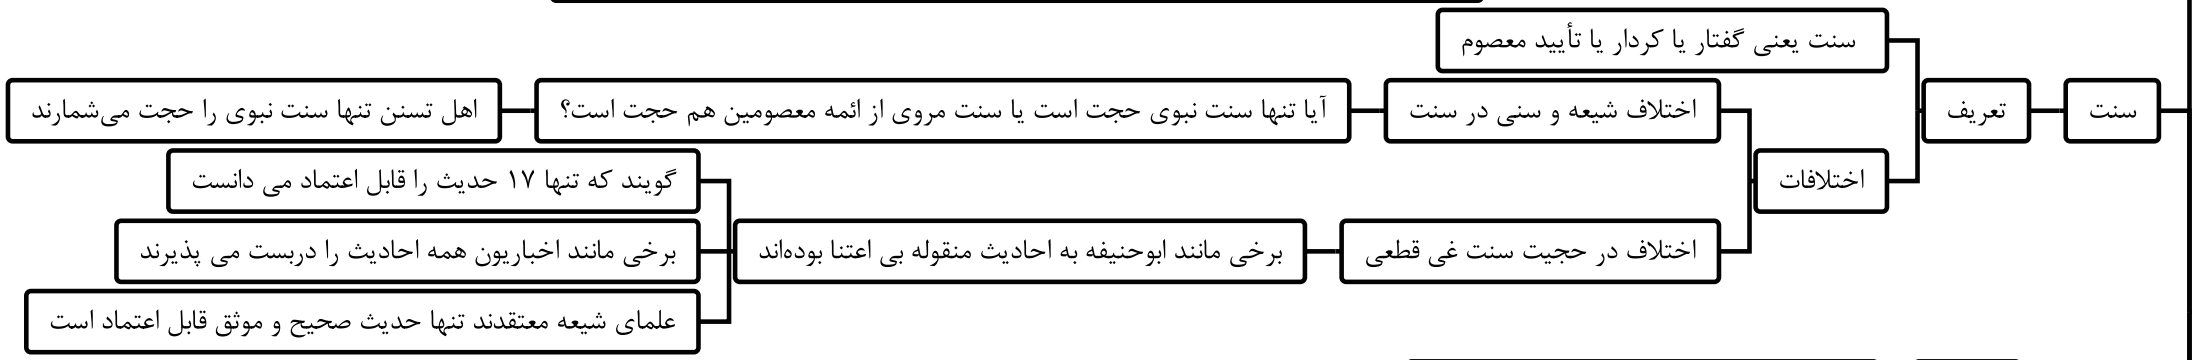 سنت
تعریف
سنت یعنی گفتار یا کردار یا تأیید معصوم
اختلافات
اختلاف شیعه و سنی در سنت
آیا تنها سنت نبوی حجت است یا سنت مروی از ائمه معصومین هم حجت است؟
اهل تسنن تنها سنت نبوی را حجت می‌شمارند
اختلاف در حجیت سنت غی قطعی
برخی مانند ابوحنیفه به احادیث منقوله بی اعتنا بوده‌اند
گویند که تنها ۱۷ حدیث را قابل اعتماد می دانست
برخی مانند اخباریون همه احادیث را دربست می پذیرند
علمای شیعه معتقدند تنها حدیث صحیح و موثق قابل اعتماد است